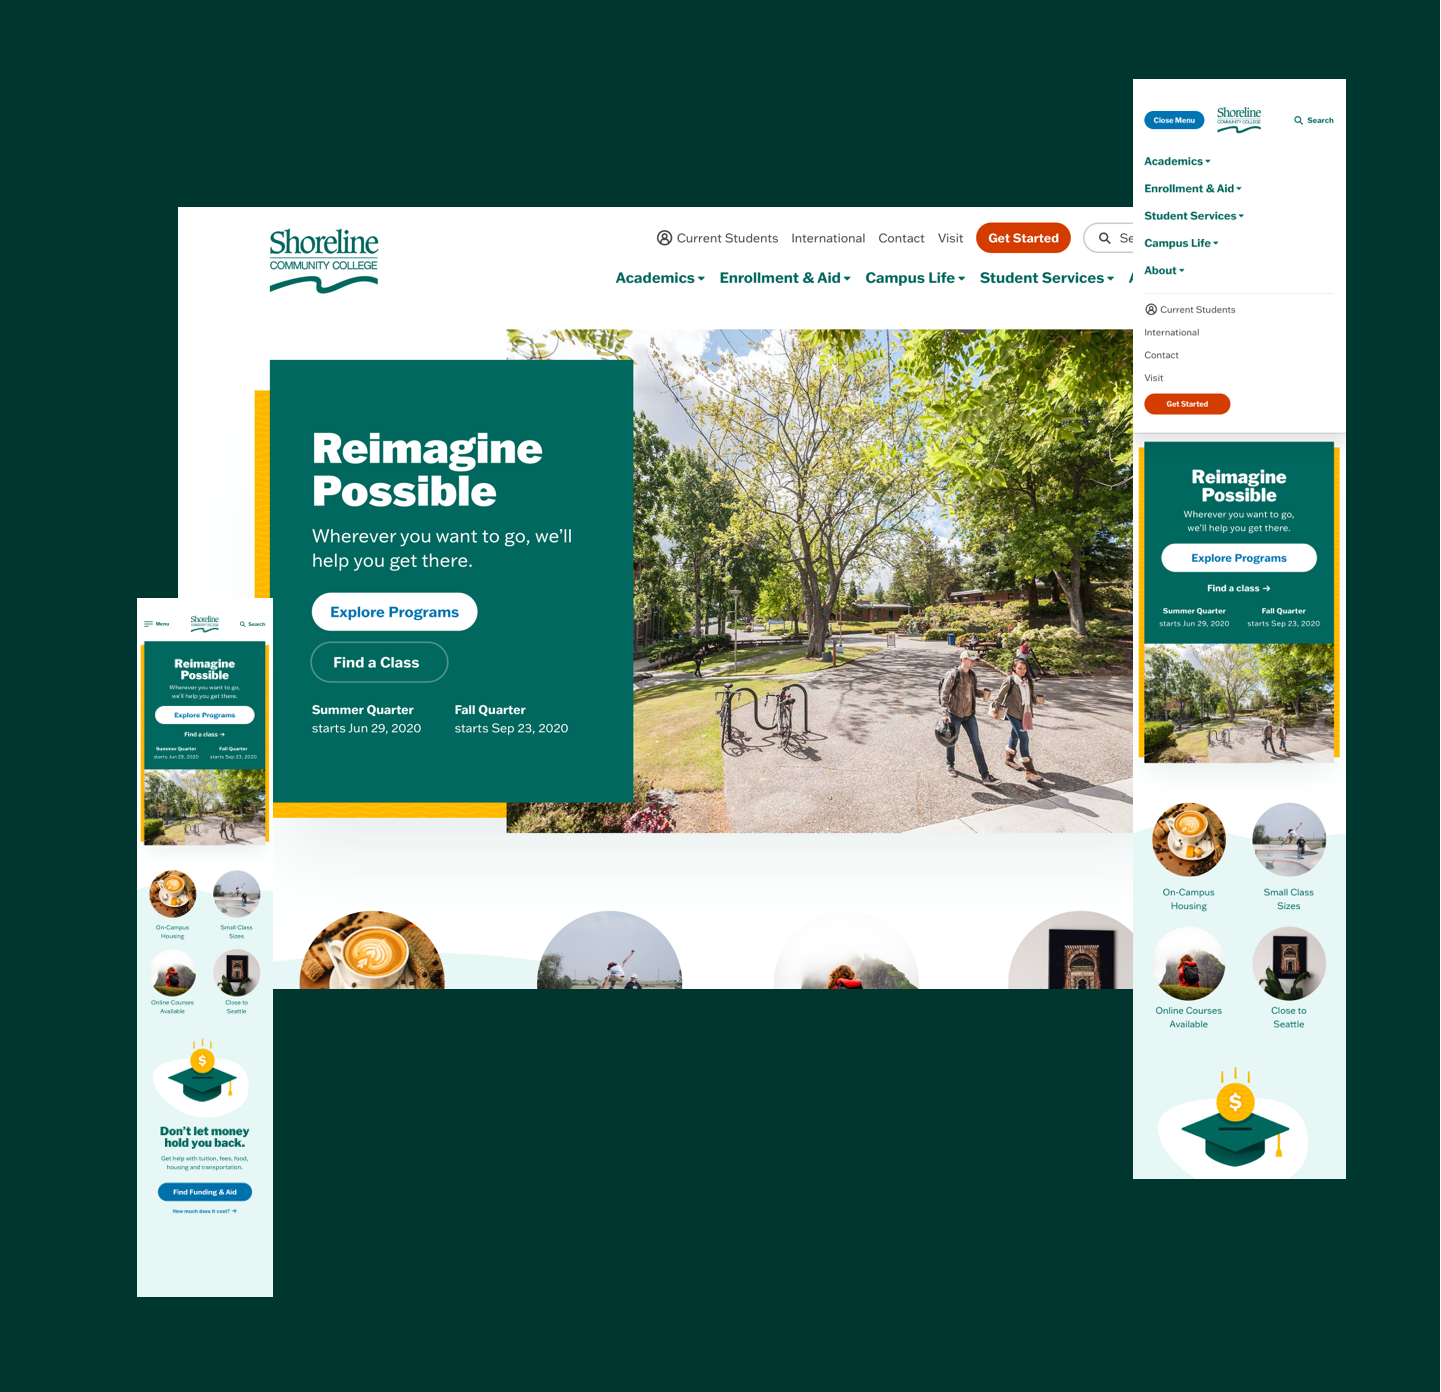 Shoreline
COMMUNITY COLLEGE
Current Students International Contact Visit Get Started
Academics Enrollment & Aid Campus Life Student Services
Reimagine
Possible
Wherever you want to go, we'll
help you get there.
Explore Programs
Find a Class
Summer Quarter Fall Quarter
starts Jun 29, 2020 starts Sep 23, 2020
Menu
Shoreline
COMMUNITY COLLEGE
Search
Reimagine
Possible
Wherever you want to go,
we'll help you get there.
Explore Programs
Find a class →
Summer Quarter Fall Quarter
starts Jun 29, 2020 starts Sep 23, 2020
On-Campus
Housing
Small Class
Sizes
Online Courses
Available
Close to
Seattle
$
Don't let money
hold you back.
Get help with tuition, fees, food,
housing and transportation.
Find Funding & Aid
How much does it cost? →
Close Menu
Shoreline
COMMUNITY COLLEGE
Search
Academics
Enrollment & Aid
Student Services
Campus Life
About
Current Students
International
Contact
Visit
Get Started
Reimagine
Possible
Wherever you want to go,
we'll help you get there.
Explore Programs
Find a class →
Summer Quarter Fall Quarter
starts Jun 29, 2020 starts Sep 23, 2020
On-Campus
Housing
Small Class
Sizes
Online Courses
Available
Close to
Seattle
$